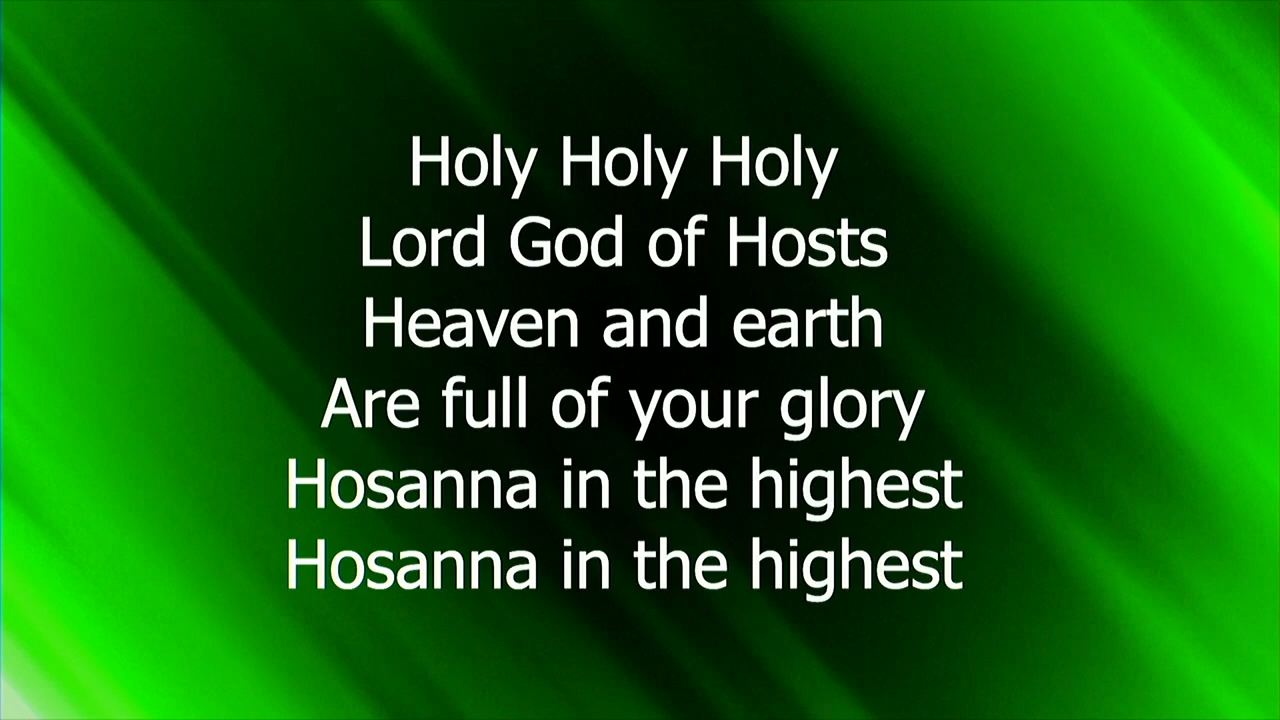 Holy Holy Holy
Lord God of Hosts
Heaven and earth
Are full of your glory
Hosanna in the highest
Hosanna in the highest